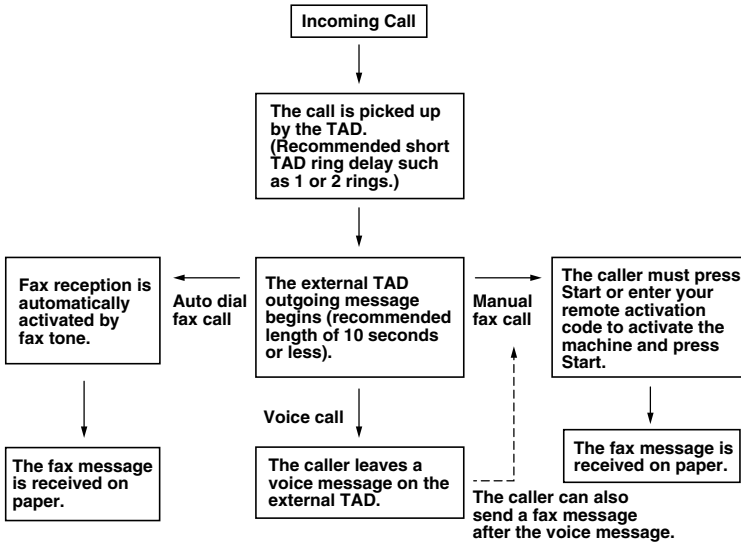 Incoming Call
The call is picked up
by the TAD.
(Recommended short
TAD ring delay such
as 1 or 2 rings.)
Fax reception is
automatically
activated by
fax tone.
Auto dial
fax call
The external TAD
outgoing message
begins (recommended
length of 10 seconds
or less).
Manual
fax call
The caller must press
Start or enter your
remote activation
code to activate the
machine and press
Start.
Voice call
The fax message
is received on
paper.
The caller leaves a
voice message on the
external TAD.
The caller can also
send a fax message
after the voice message.
The fax message is
received on paper.